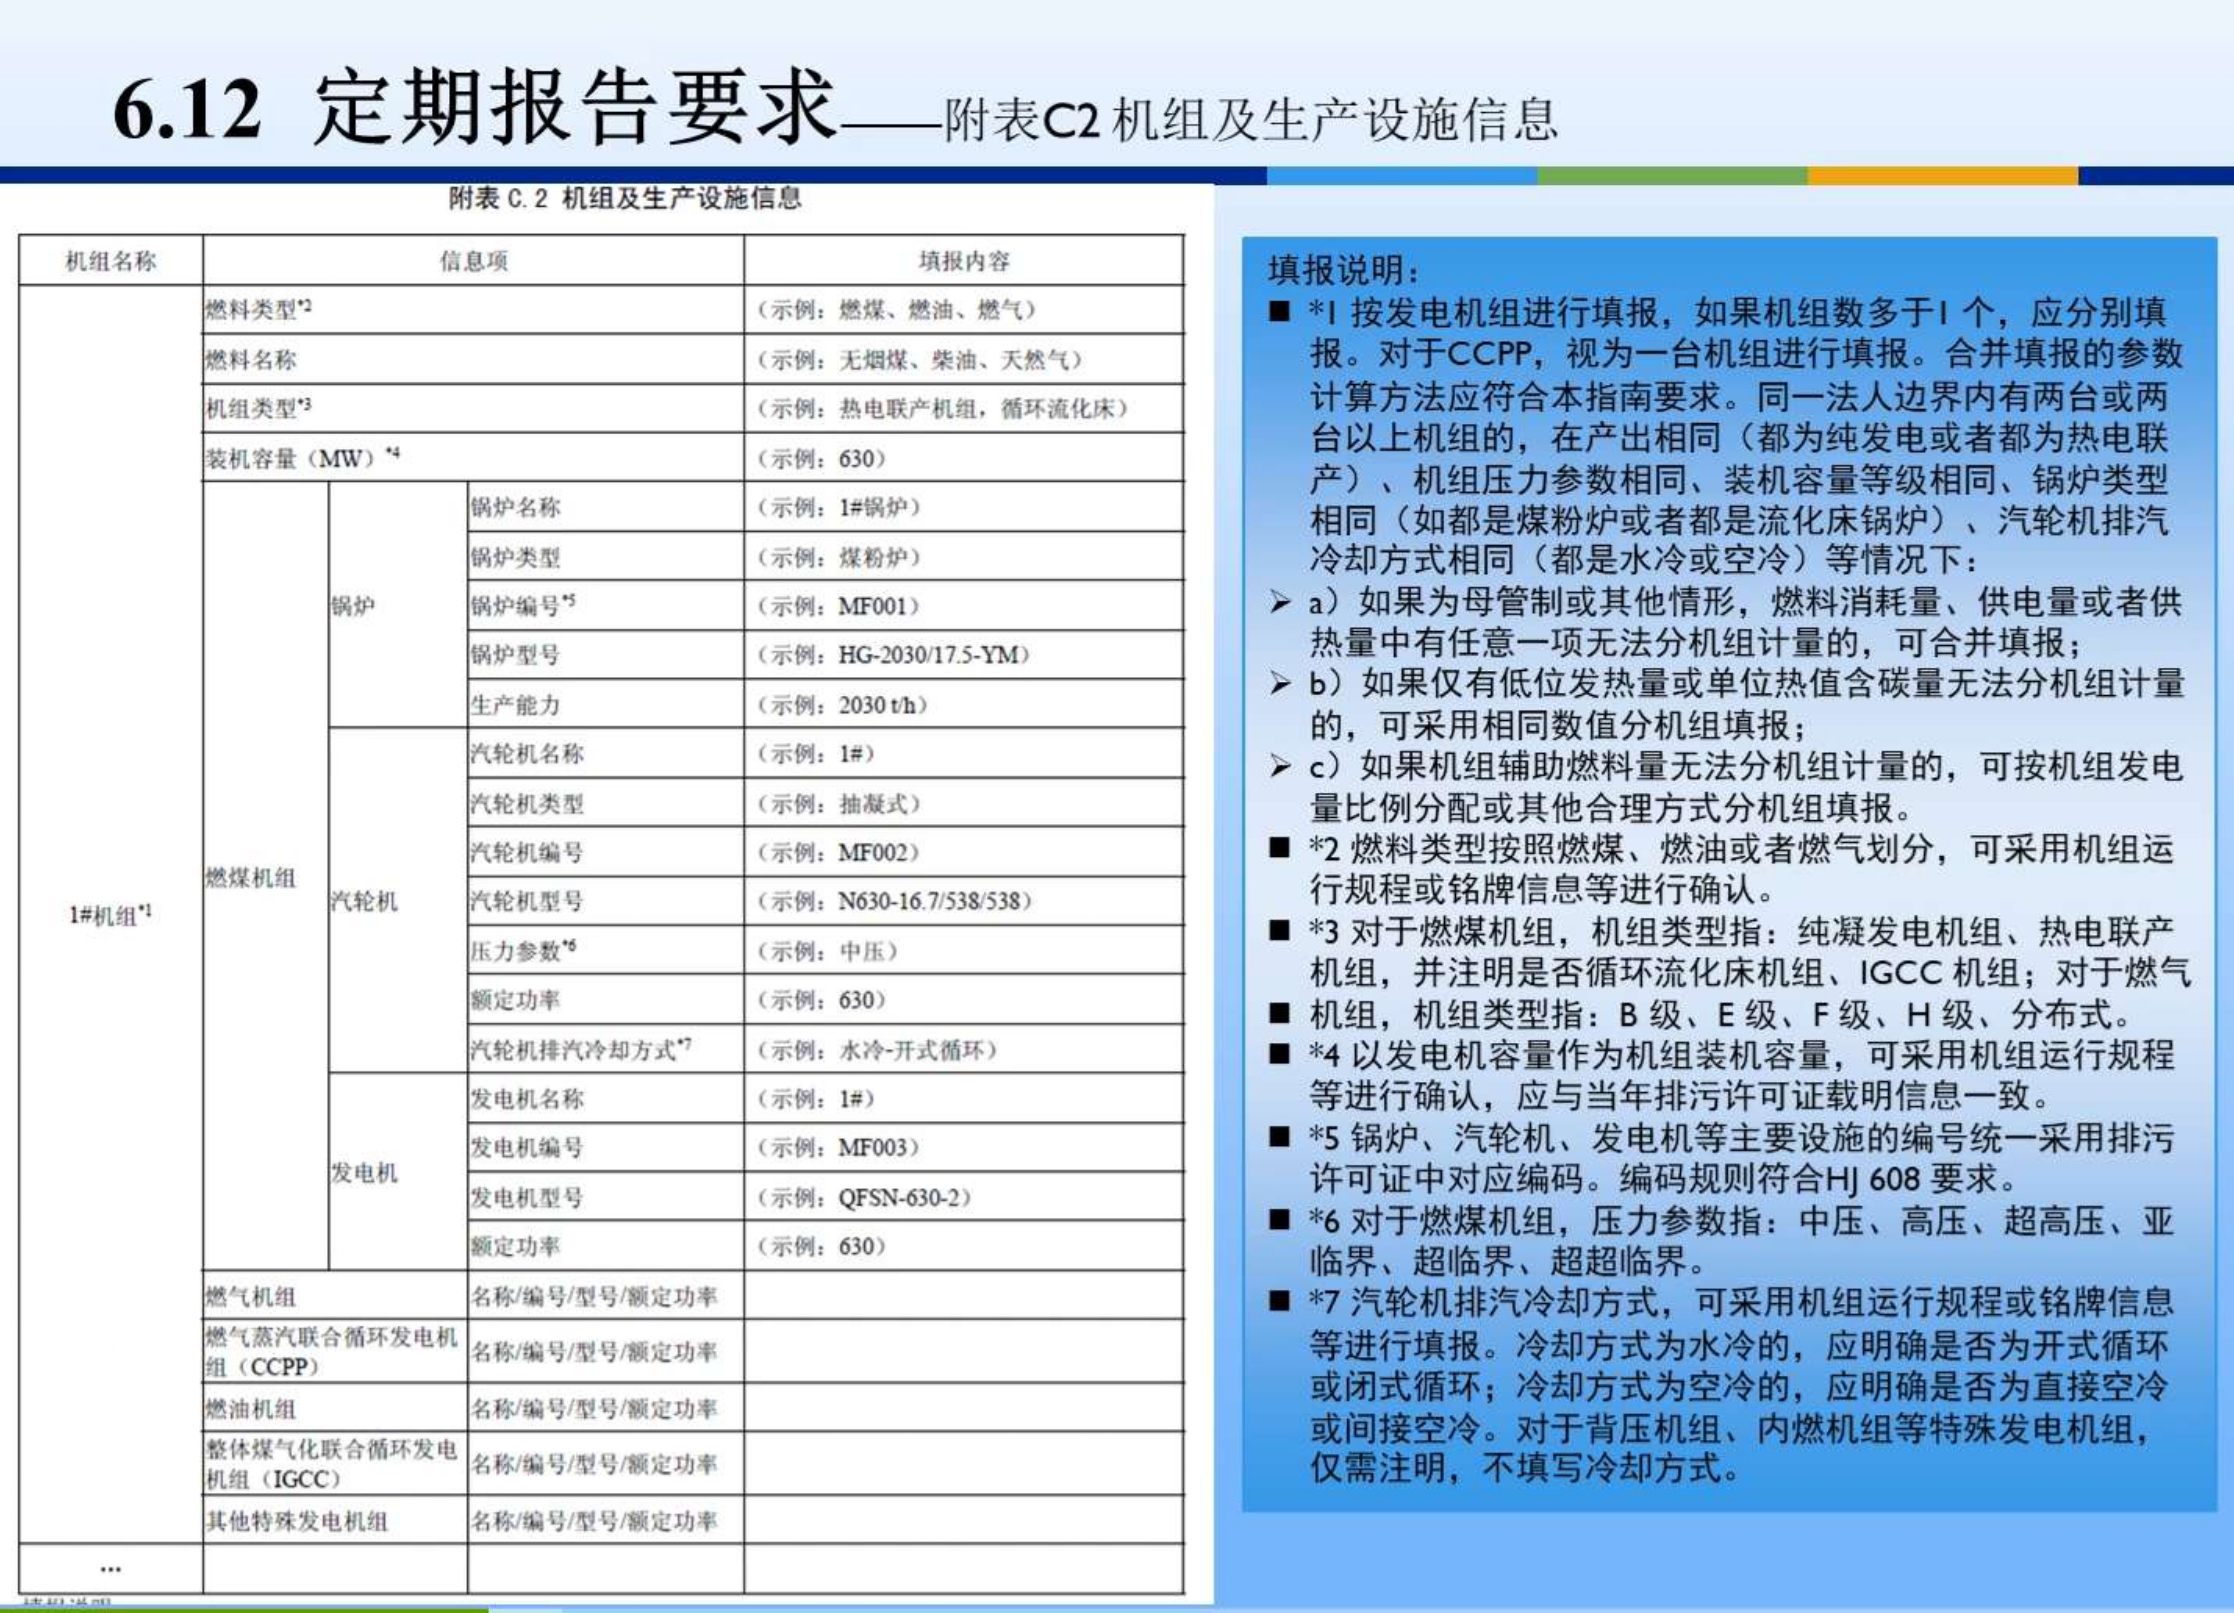 6.12 定期报告要求——附表C2 机组及生产设施信息
附表 C.2 机组及生产设施信息
机组名称 信息项 填报内容
燃料类型*2 （示例：燃煤、燃油、燃气）
燃料名称 （示例：无烟煤、柴油、天然气）
机组类型*3 （示例：热电联产机组，循环流化床）
装机容量（MW）*4 （示例：630）
锅炉名称 （示例：1#锅炉）
锅炉类型 （示例：煤粉炉）
锅炉 锅炉编号*5 （示例：MF001）
锅炉型号 （示例：HG-2030/17.5-YM）
生产能力 （示例：2030 t/h）
汽轮机名称 （示例：1#）
汽轮机类型 （示例：抽凝式）
汽轮机编号 （示例：MF002）
燃煤机组
1#机组*1
汽轮机 汽轮机型号 （示例：N630-16.7/538/538）
压力参数*6 （示例：中压）
额定功率 （示例：630）
汽轮机排汽冷却方式*7 （示例：水冷-开式循环）
发电机名称 （示例：1#）
发电机编号 （示例：MF003）
发电机
发电机型号 （示例：QFSN-630-2）
额定功率 （示例：630）
燃气机组 名称/编号/型号/额定功率
燃气蒸汽联合循环发电机
组（CCPP） 名称/编号/型号/额定功率
燃油机组 名称/编号/型号/额定功率
整体煤气化联合循环发电
机组（IGCC） 名称/编号/型号/额定功率
其他特殊发电机组 名称/编号/型号/额定功率
...
填报说明：
■ *1 按发电机组进行填报，如果机组数多于1 个，应分别填
报。对于CCPP，视为一台机组进行填报。合并填报的参数
计算方法应符合本指南要求。同一法人边界内有两台或两
台以上机组的，在产出相同（都为纯发电或者都为热电联
产）、机组压力参数相同、装机容量等级相同、锅炉类型
相同（如都是煤粉炉或者都是流化床锅炉）、汽轮机排汽
冷却方式相同（都是水冷或空冷）等情况下：
➢ a）如果为母管制或其他情形，燃料消耗量、供电量或者供
热量中有任意一项无法分机组计量的，可合并填报；
➢ b）如果仅有低位发热量或单位热值含碳量无法分机组计量
的，可采用相同数值分机组填报；
➢ c）如果机组辅助燃料量无法分机组计量的，可按机组发电
量比例分配或其他合理方式分机组填报。
■ *2 燃料类型按照燃煤、燃油或者燃气划分，可采用机组运
行规程或铭牌信息等进行确认。
■ *3 对于燃煤机组，机组类型指：纯凝发电机组、热电联产
机组，并注明是否循环流化床机组、IGCC 机组；对于燃气
■ 机组，机组类型指：B 级、E 级、F 级、H 级、分布式。
■ *4 以发电机容量作为机组装机容量，可采用机组运行规程
等进行确认，应与当年排污许可证载明信息一致。
■ *5 锅炉、汽轮机、发电机等主要设施的编号统一采用排污
许可证中对应编码。编码规则符合HJ 608 要求。
■ *6 对于燃煤机组，压力参数指：中压、高压、超高压、亚
临界、超临界、超超临界。
■ *7 汽轮机排汽冷却方式，可采用机组运行规程或铭牌信息
等进行填报。冷却方式为水冷的，应明确是否为开式循环
或闭式循环；冷却方式为空冷的，应明确是否为直接空冷
或间接空冷。对于背压机组、内燃机组等特殊发电机组，
仅需注明，不填写冷却方式。